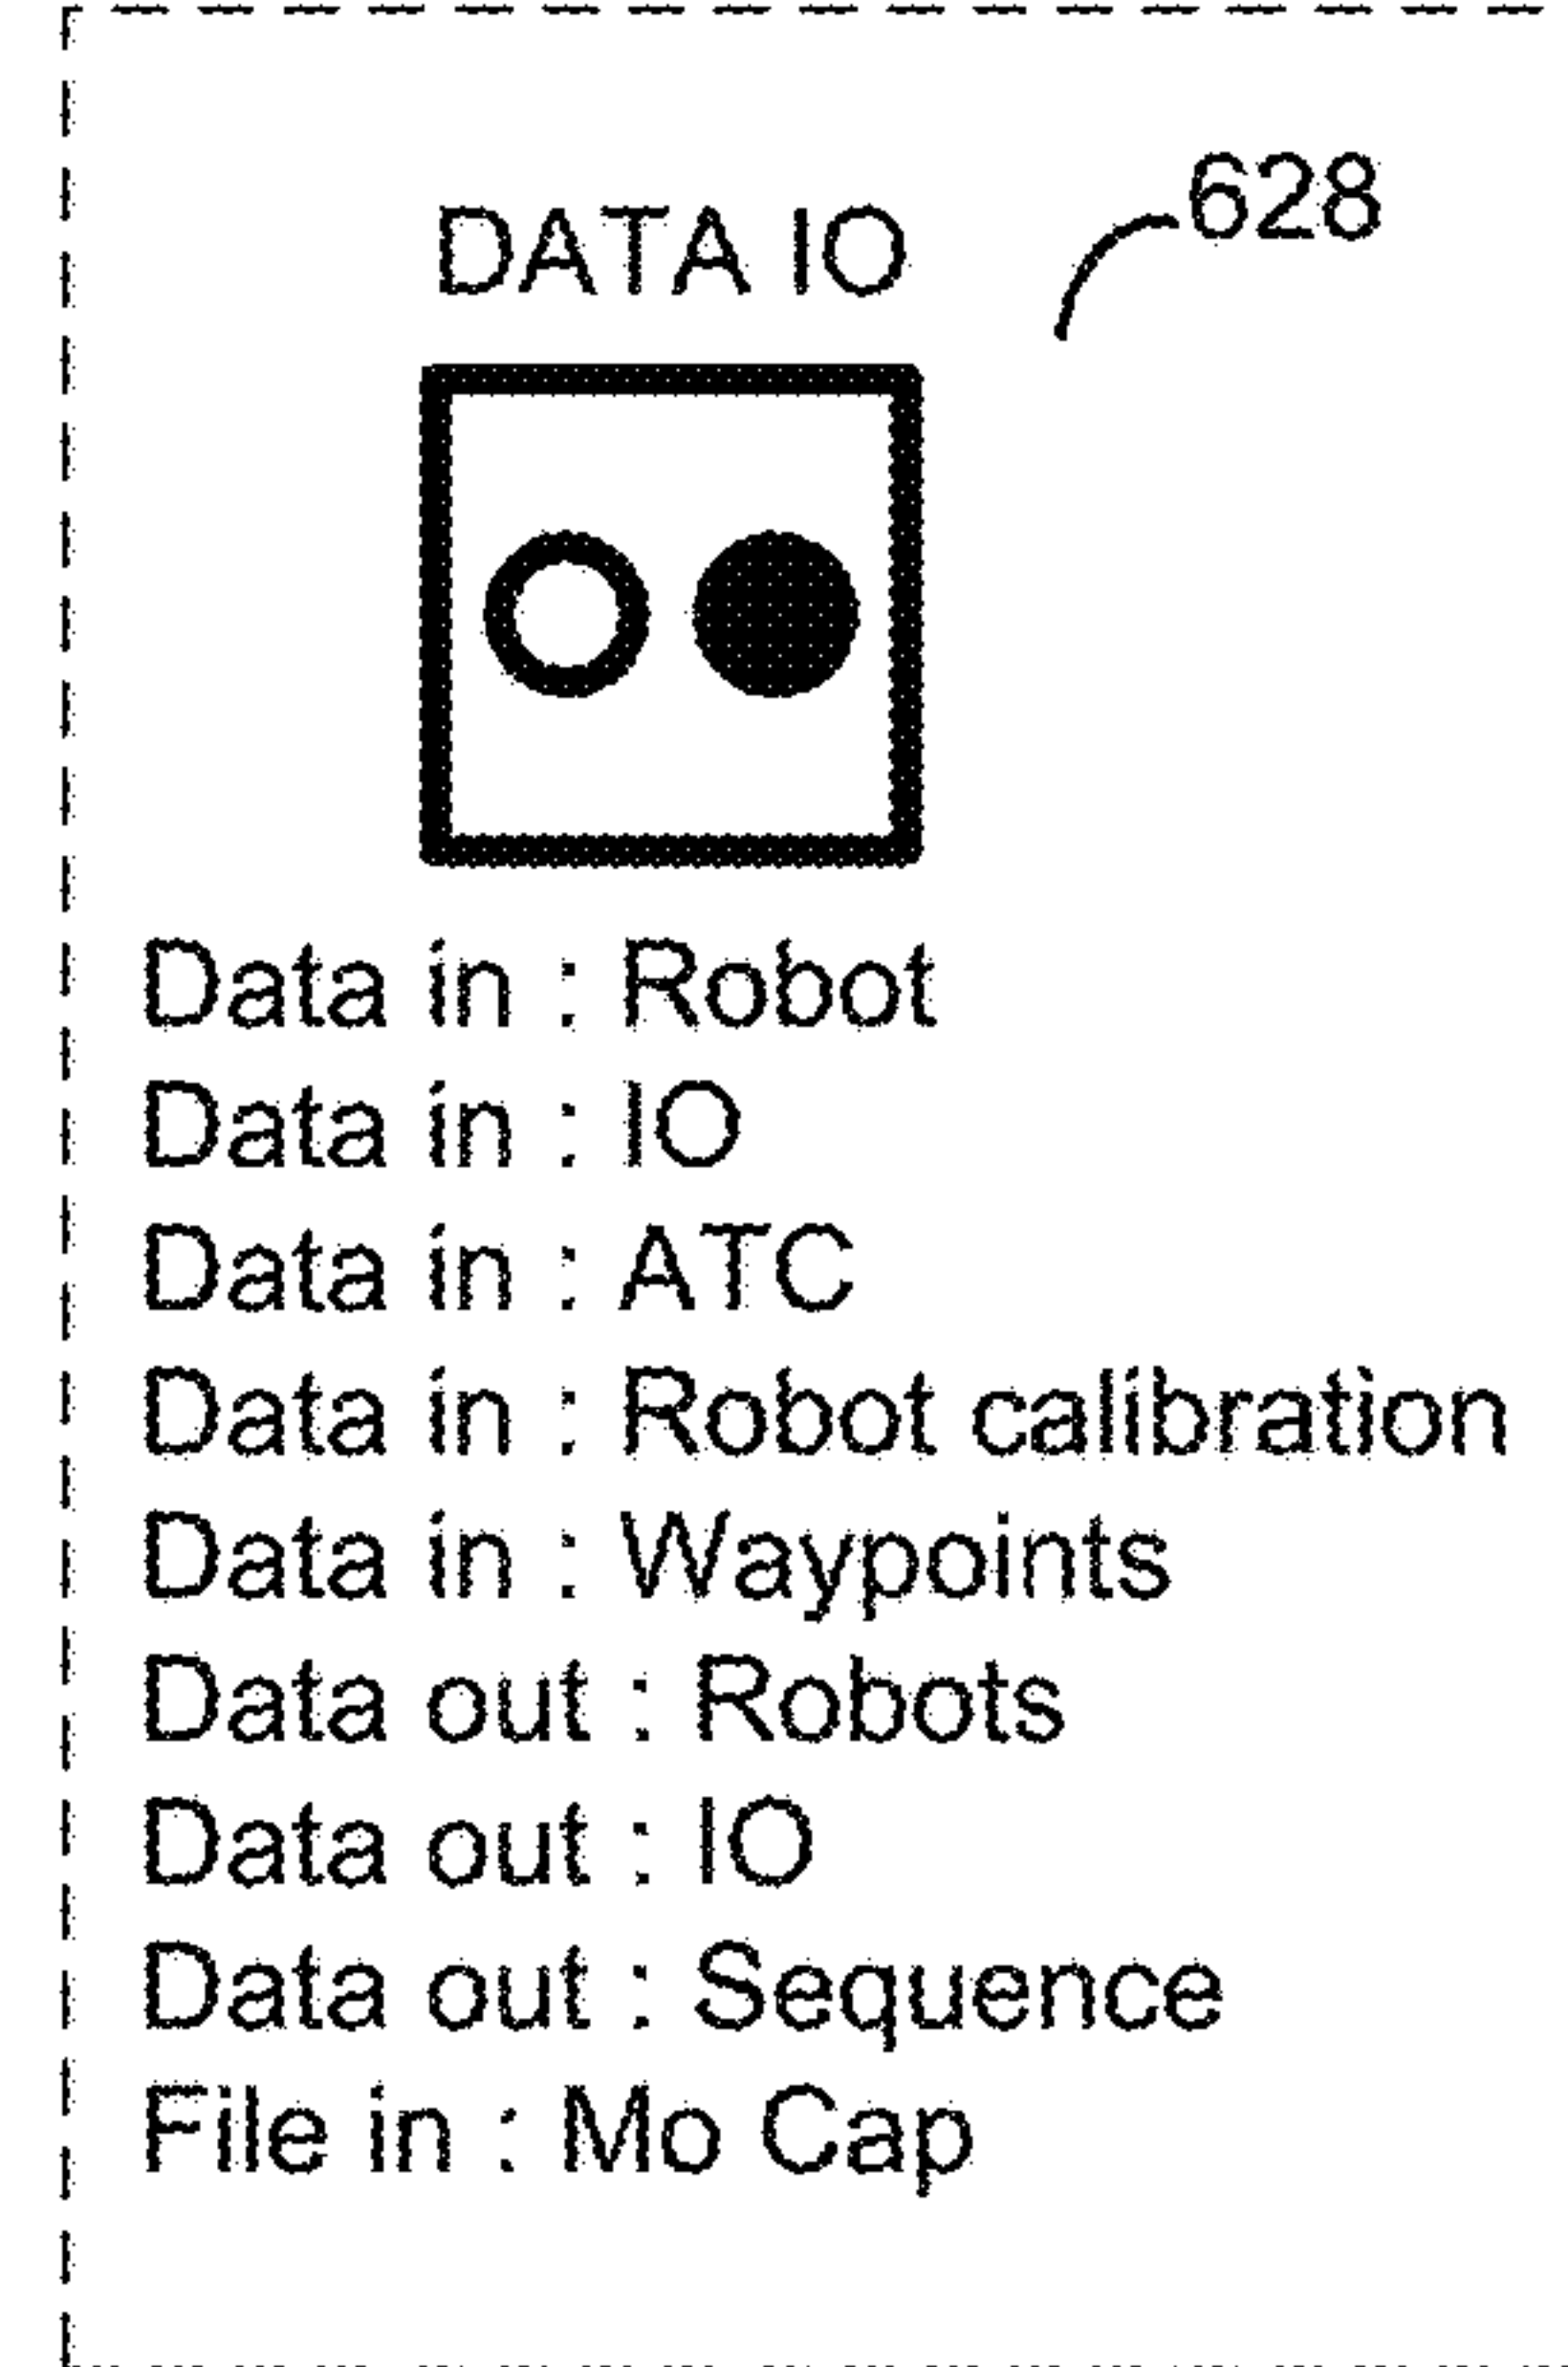 628
DATA IO
Data in : Robot
Data in : IO
Data in : ATC
Data in : Robot calibration
Data in : Waypoints
Data out : Robots
Data out : IO
Data out : Sequence
File in : Mo Cap